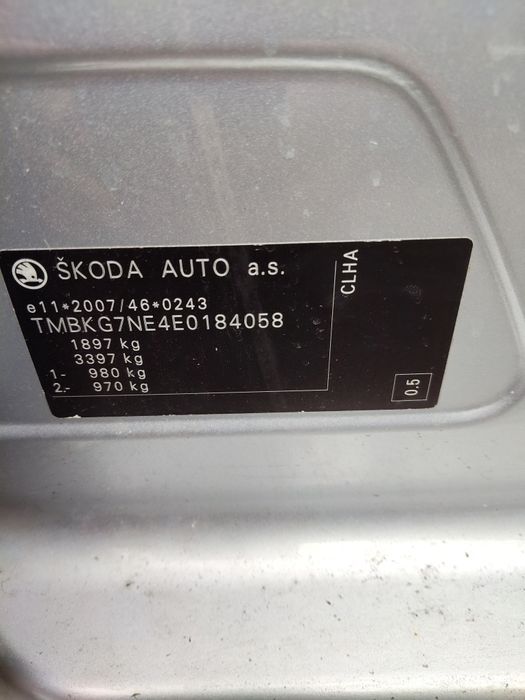 ŠKODA AUTO a.s.
e11*2007/46*0243
TMBKG7NE4E0184058
1897 kg
3397 kg
1- 980 kg
2.- 970 kg
CLHA
0.5